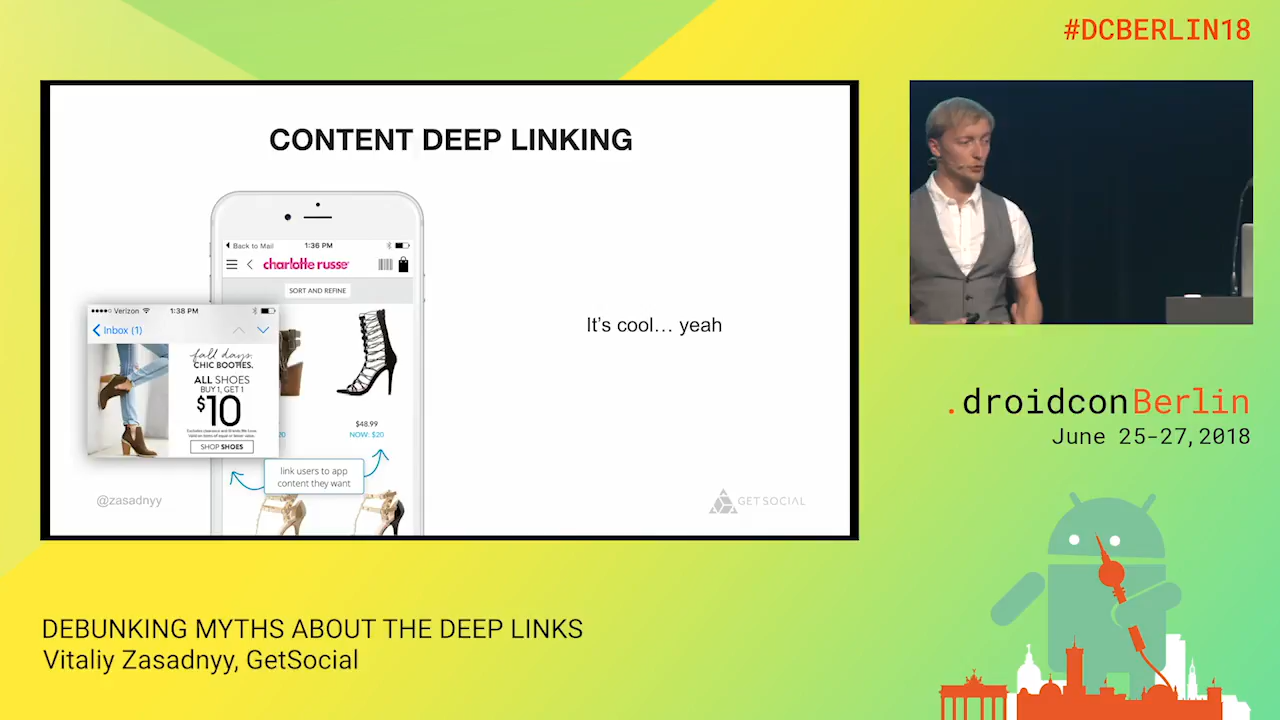 #DCBERLIN18
CONTENT DEEP LINKING
Back to Mail 1:36 PM
charlotte russe
SORT AND REFINE
Verizon 1:38 PM
Inbox (1)
fall days.
CHIC BOOTIES.
ALL SHOES
BUY 1, GET 1
$10
SHOP SHOES
$48.99
20 NOW: $20
link users to app
content they want
It's cool… yeah
@zasadnyy
GETSOCIAL
.droidconBerlin
June 25-27, 2018
DEBUNKING MYTHS ABOUT THE DEEP LINKS
Vitaliy Zasadnyy, GetSocial